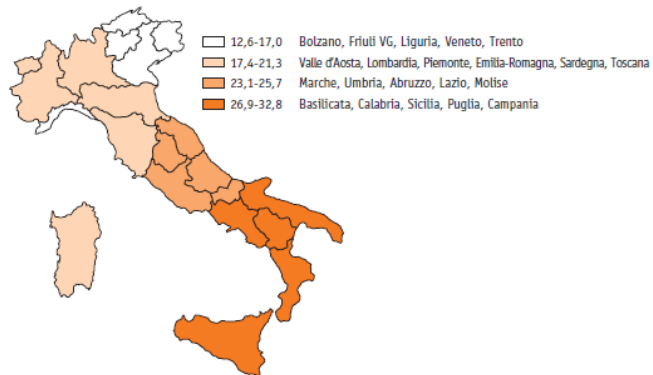 12,6-17,0 Bolzano, Friuli VG, Liguria, Veneto, Trento
17,4-21,3 Valle d'Aosta, Lombardia, Piemonte, Emilia-Romagna, Sardegna, Toscana
23,1-25,7 Marche, Umbria, Abruzzo, Lazio, Molise
26,9-32,8 Basilicata, Calabria, Sicilia, Puglia, Campania